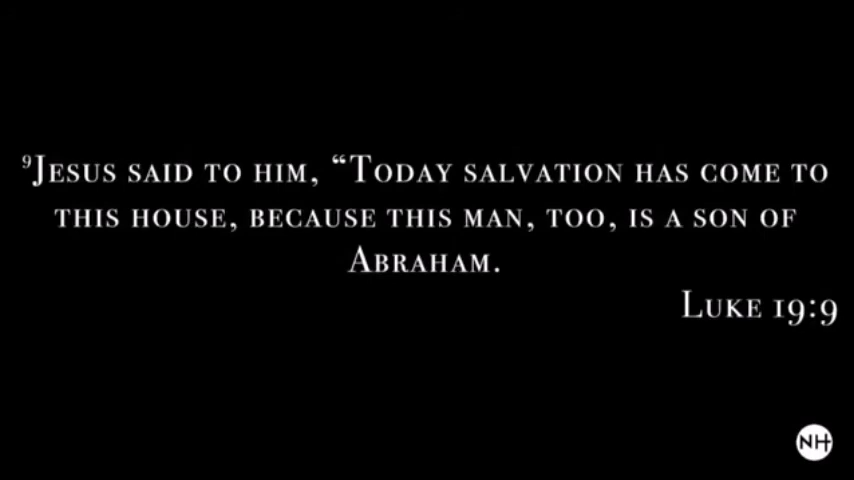 ⁹Jesus said to him, “Today salvation has come to
this house, because this man, too, is a son of
Abraham.
Luke 19:9
NH